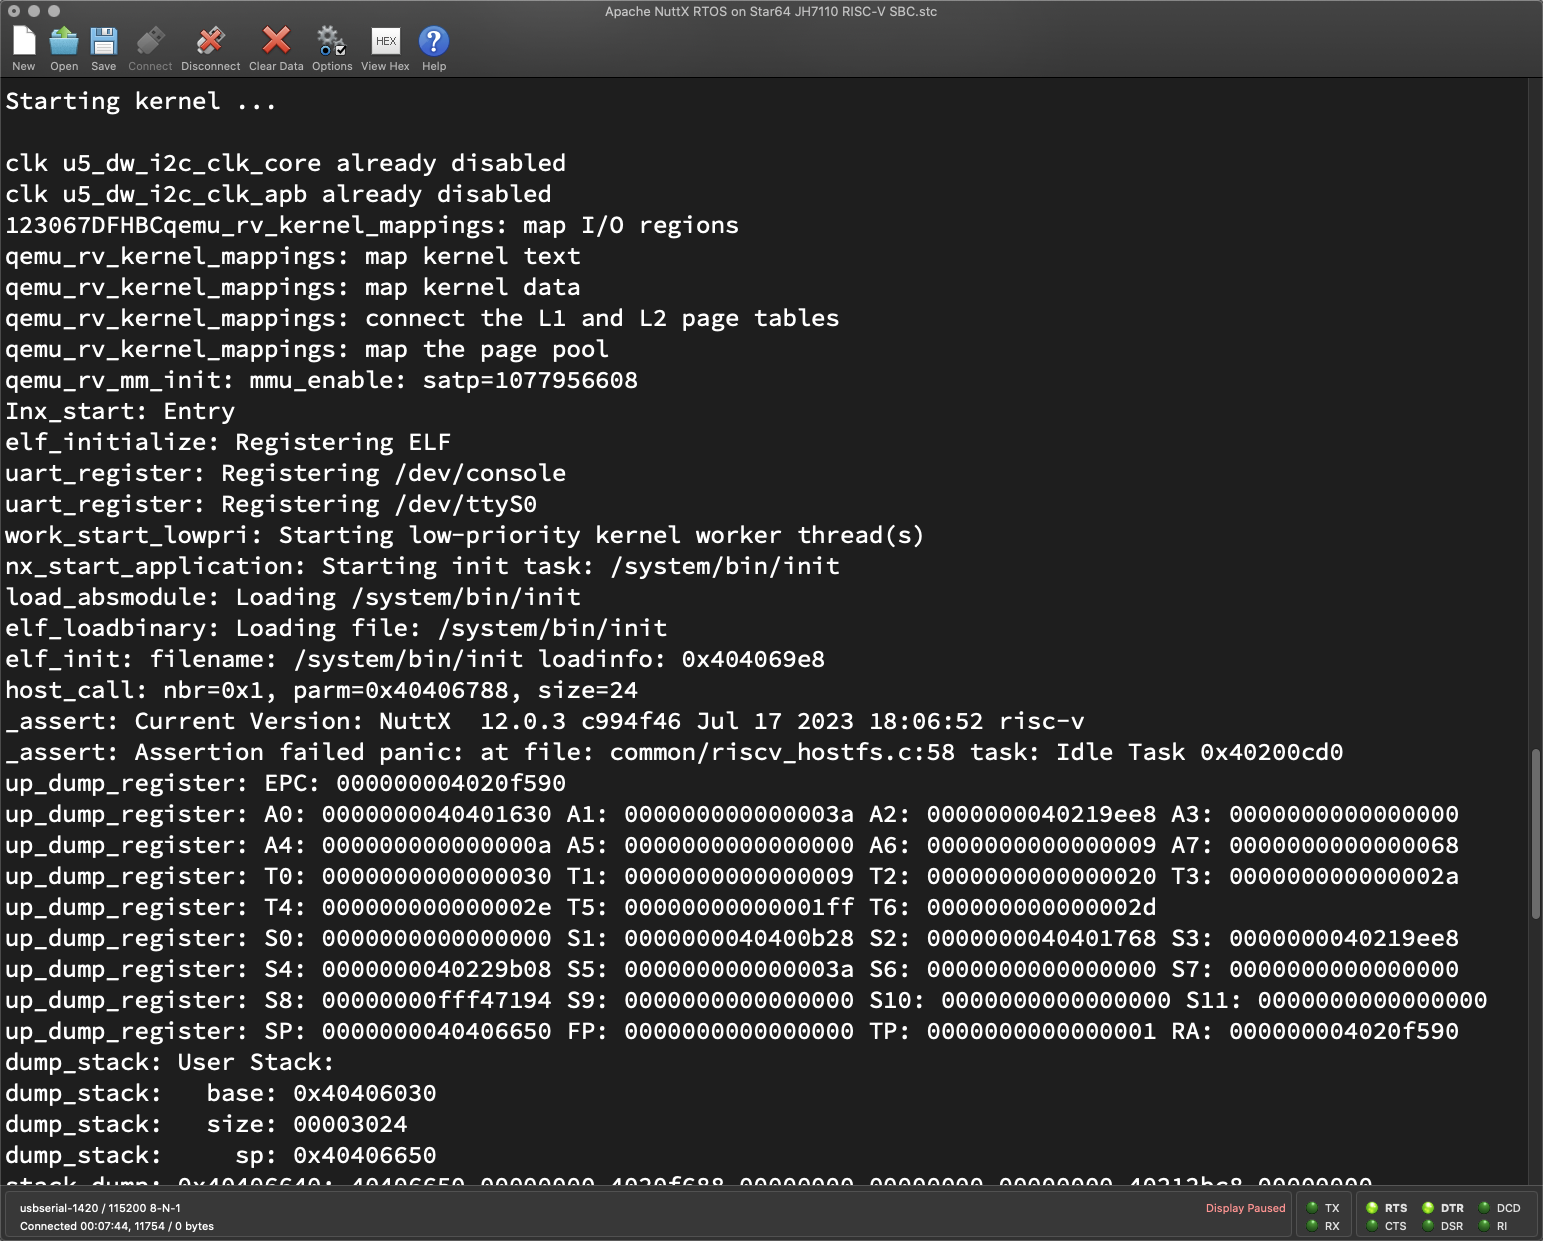 Apache NuttX RTOS on Star64 JH7110 RISC-V SBC.stc
New Open Save Connect Disconnect Clear Data Options HEX View Hex ? Help
Starting kernel ...
clk u5_dw_i2c_clk_core already disabled
clk u5_dw_i2c_clk_apb already disabled
123067DFHBCqemu_rv_kernel_mappings: map I/O regions
qemu_rv_kernel_mappings: map kernel text
qemu_rv_kernel_mappings: map kernel data
qemu_rv_kernel_mappings: connect the L1 and L2 page tables
qemu_rv_kernel_mappings: map the page pool
qemu_rv_mm_init: mmu_enable: satp=1077956608
Inx_start: Entry
elf_initialize: Registering ELF
uart_register: Registering /dev/console
uart_register: Registering /dev/ttyS0
work_start_lowpri: Starting low-priority kernel worker thread(s)
nx_start_application: Starting init task: /system/bin/init
load_absmodule: Loading /system/bin/init
elf_loadbinary: Loading file: /system/bin/init
elf_init: filename: /system/bin/init loadinfo: 0x404069e8
host_call: nbr=0x1, parm=0x40406788, size=24
_assert: Current Version: NuttX  12.0.3 c994f46 Jul 17 2023 18:06:52 risc-v
_assert: Assertion failed panic: at file: common/riscv_hostfs.c:58 task: Idle Task 0x40200cd0
up_dump_register: EPC: 000000004020f590
up_dump_register: A0: 0000000040401630 A1: 000000000000003a A2: 0000000040219ee8 A3: 0000000000000000
up_dump_register: A4: 000000000000000a A5: 0000000000000000 A6: 0000000000000009 A7: 0000000000000068
up_dump_register: T0: 0000000000000030 T1: 0000000000000009 T2: 0000000000000020 T3: 000000000000002a
up_dump_register: T4: 000000000000002e T5: 00000000000001ff T6: 000000000000002d
up_dump_register: S0: 0000000000000000 S1: 0000000040400b28 S2: 0000000040401768 S3: 0000000040219ee8
up_dump_register: S4: 0000000040229b08 S5: 000000000000003a S6: 0000000000000000 S7: 0000000000000000
up_dump_register: S8: 00000000fff47194 S9: 0000000000000000 S10: 0000000000000000 S11: 0000000000000000
up_dump_register: SP: 0000000040406650 FP: 0000000000000000 TP: 0000000000000001 RA: 000000004020f590
dump_stack: User Stack:
dump_stack:   base: 0x40406030
dump_stack:   size: 00003024
dump_stack:     sp: 0x40406650
stack_dump: 0x40406640: 40406650 00000000 4020f688 00000000 00000000 00000000 40212bc8 00000000
usbserial-1420 / 115200 8-N-1
Connected 00:07:44, 11754 / 0 bytes
Display Paused
TX RTS DTR DCD
RX CTS DSR RI